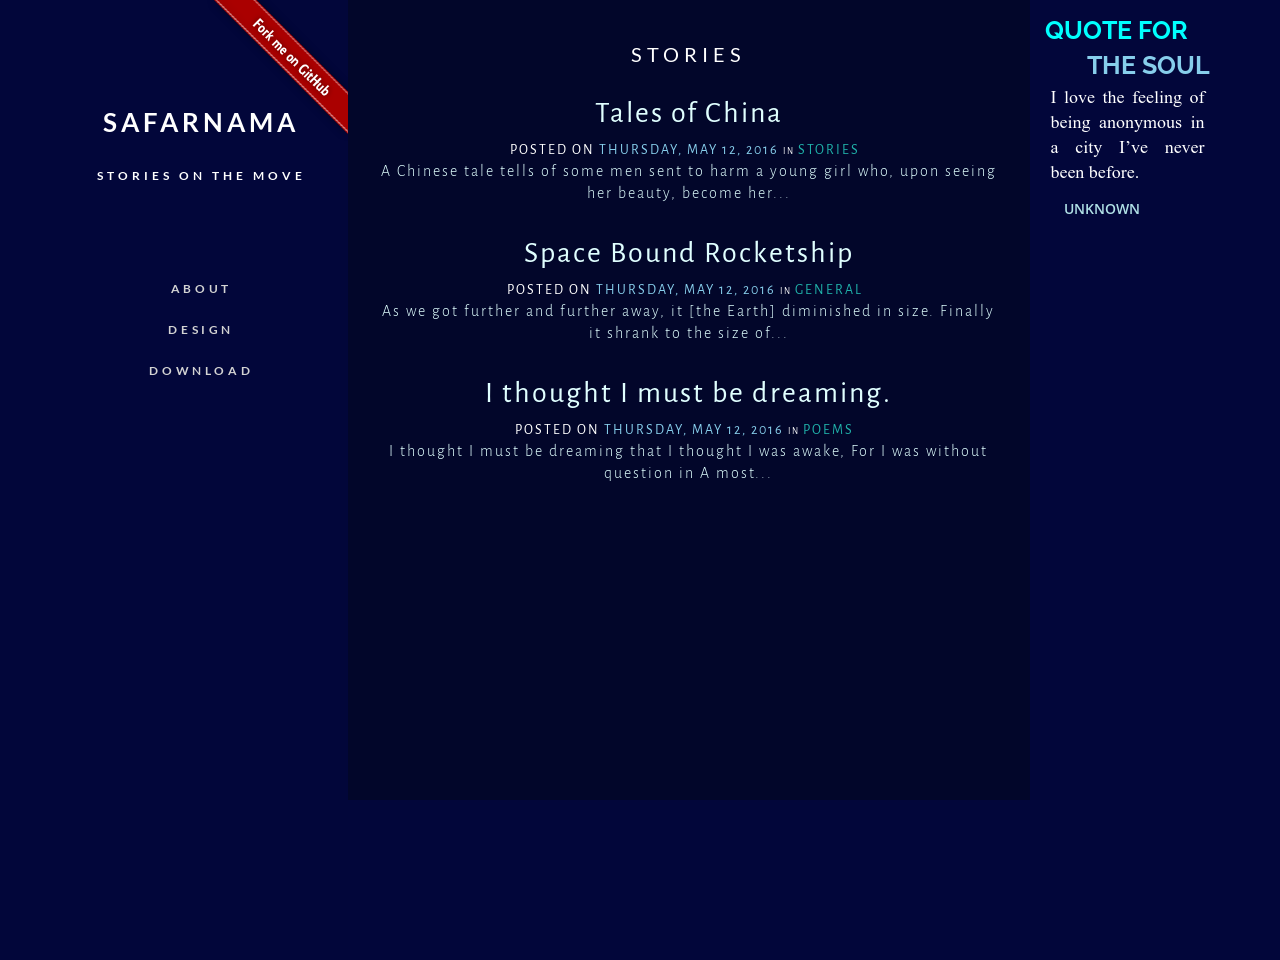 Fork me on GitHub
SAFARNAMA
STORIES ON THE MOVE
ABOUT
DESIGN
DOWNLOAD
STORIES
Tales of China
POSTED ON THURSDAY, MAY 12, 2016 IN STORIES
A Chinese tale tells of some men sent to harm a young girl who, upon seeing
her beauty, become her...
Space Bound Rocketship
POSTED ON THURSDAY, MAY 12, 2016 IN GENERAL
As we got further and further away, it [the Earth] diminished in size. Finally
it shrank to the size of...
I thought I must be dreaming.
POSTED ON THURSDAY, MAY 12, 2016 IN POEMS
I thought I must be dreaming that I thought I was awake, For I was without
question in A most...
QUOTE FOR
THE SOUL
I love the feeling of
being anonymous in
a city I’ve never
been before.
UNKNOWN